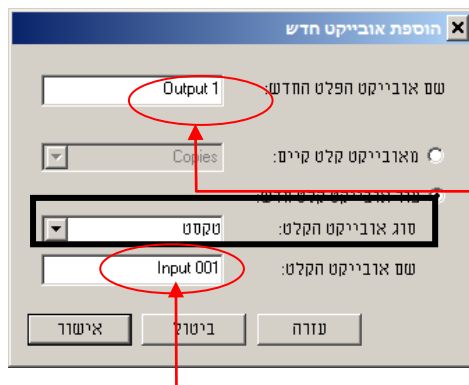 הוספת אובייקט חדש
שם אובייקט הפלט החדש: Output 1
מאובייקט קלט קיים: Copies
סוג אובייקט הקלט: טקסט
שם אובייקט הקלט: Input 001
עזרה ביטול אישור